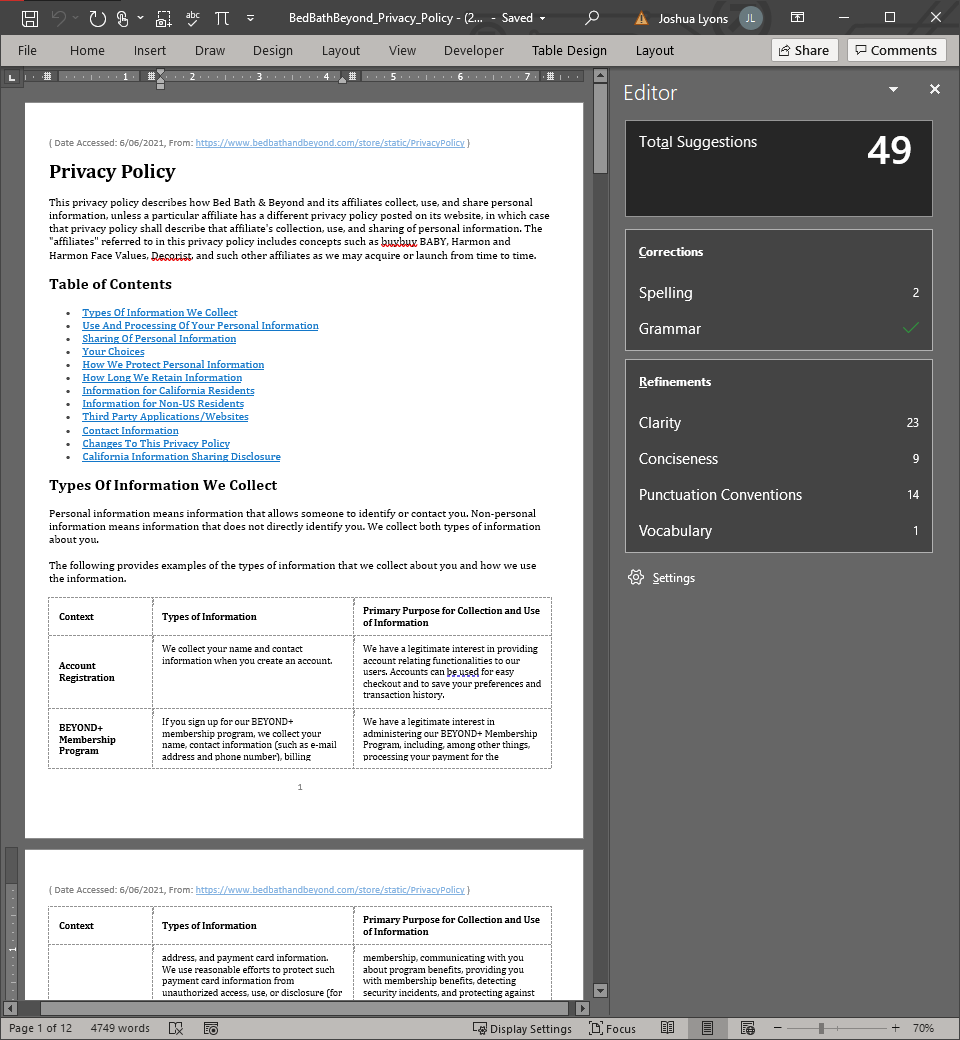 abc
BedBathBeyond_Privacy_Policy - (2... - Saved
Joshua Lyons
JL
File Home Insert Draw Design Layout View Developer Table Design Layout Share Comments
L 1 2 3 4 5 6 7
Editor
Total Suggestions 49
Corrections
Spelling 2
Grammar
Refinements
Clarity 23
Conciseness 9
Punctuation Conventions 14
Vocabulary 1
Settings
( Date Accessed: 6/06/2021, From: https://www.bedbathandbeyond.com/store/static/PrivacyPolicy )
Privacy Policy
This privacy policy describes how Bed Bath & Beyond and its affiliates collect, use, and share personal
information, unless a particular affiliate has a different privacy policy posted on its website, in which case
that privacy policy shall describe that affiliate's collection, use, and sharing of personal information. The
"affiliates" referred to in this privacy policy includes concepts such as buybuy BABY, Harmon and
Harmon Face Values, Decorist, and such other affiliates as we may acquire or launch from time to time.
Table of Contents
• Types Of Information We Collect
• Use And Processing Of Your Personal Information
• Sharing Of Personal Information
• Your Choices
• How We Protect Personal Information
• How Long We Retain Information
• Information for California Residents
• Information for Non-US Residents
• Third Party Applications/Websites
• Contact Information
• Changes To This Privacy Policy
• California Information Sharing Disclosure
Types Of Information We Collect
Personal information means information that allows someone to identify or contact you. Non-personal
information means information that does not directly identify you. We collect both types of information
about you.
The following provides examples of the types of information that we collect about you and how we use
the information.
Context
Types of Information
Primary Purpose for Collection and Use
of Information
Account
Registration
We collect your name and contact
information when you create an account.
We have a legitimate interest in providing
account relating functionalities to our
users. Accounts can be used for easy
checkout and to save your preferences and
transaction history.
BEYOND+
Membership
Program
If you sign up for our BEYOND+
membership program, we collect your
name, contact information (such as e-mail
address and phone number), billing
We have a legitimate interest in
administering our BEYOND+ Membership
Program, including, among other things,
processing your payment for the
1
( Date Accessed: 6/06/2021, From: https://www.bedbathandbeyond.com/store/static/PrivacyPolicy )
Context
Types of Information
Primary Purpose for Collection and Use
of Information
address, and payment card information.
We use reasonable efforts to protect such
payment card information from
unauthorized access, use, or disclosure (for
membership, communicating with you
about program benefits, providing you
with membership benefits, detecting
security incidents, and protecting against
1
Page 1 of 12 4749 words Display Settings Focus 70%